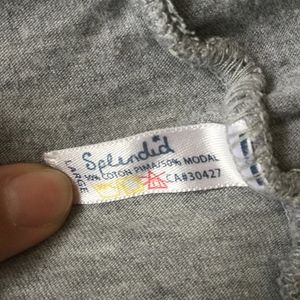 Splendid
LARGE
50% COTON PIMA/50% MODAL
CA#30427